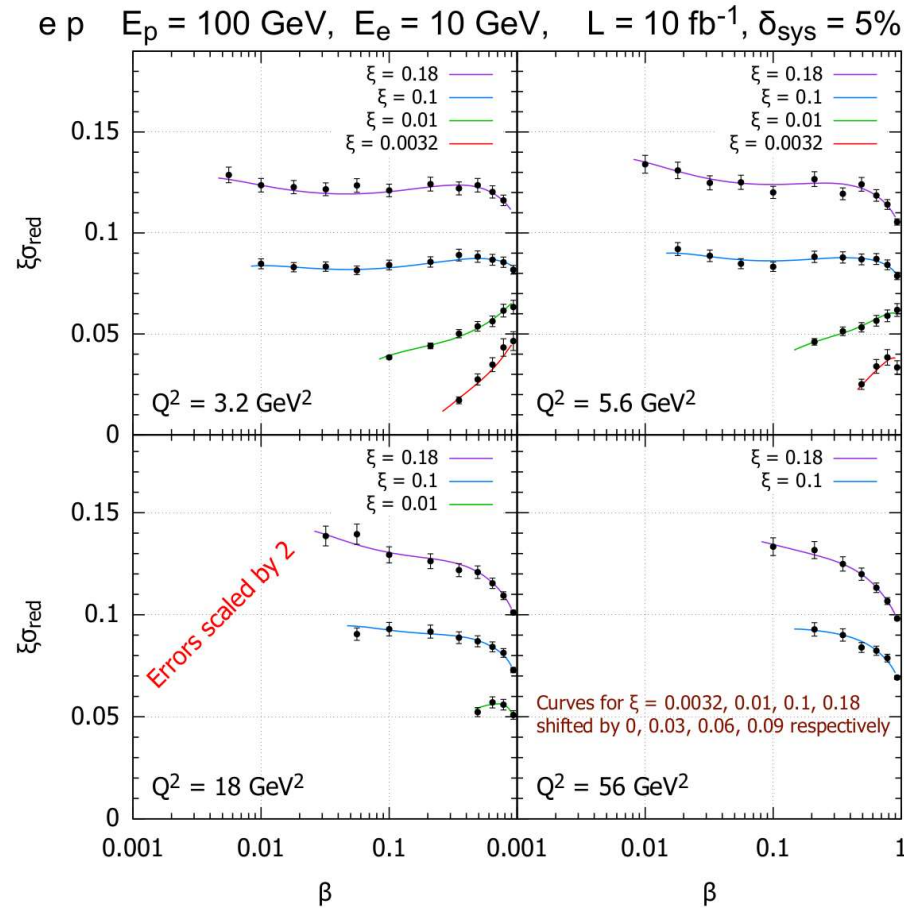 e p E_p = 100 GeV, E_e = 10 GeV, L = 10 fb⁻¹, δ_sys = 5%
ξ = 0.18
ξ = 0.1
ξ = 0.01
ξ = 0.0032
0.15
0.1
0.05
0
ξσ_red
Q² = 3.2 GeV²
ξ = 0.18
ξ = 0.1
ξ = 0.01
ξ = 0.0032
Q² = 5.6 GeV²
ξ = 0.18
ξ = 0.1
ξ = 0.01
0.15
0.1
0.05
0
ξσ_red
Errors scaled by 2
Q² = 18 GeV²
ξ = 0.18
ξ = 0.1
Curves for ξ = 0.0032, 0.01, 0.1, 0.18
shifted by 0, 0.03, 0.06, 0.09 respectively
Q² = 56 GeV²
0.001 0.01 0.1 0.001 0.01 0.1 1
β β